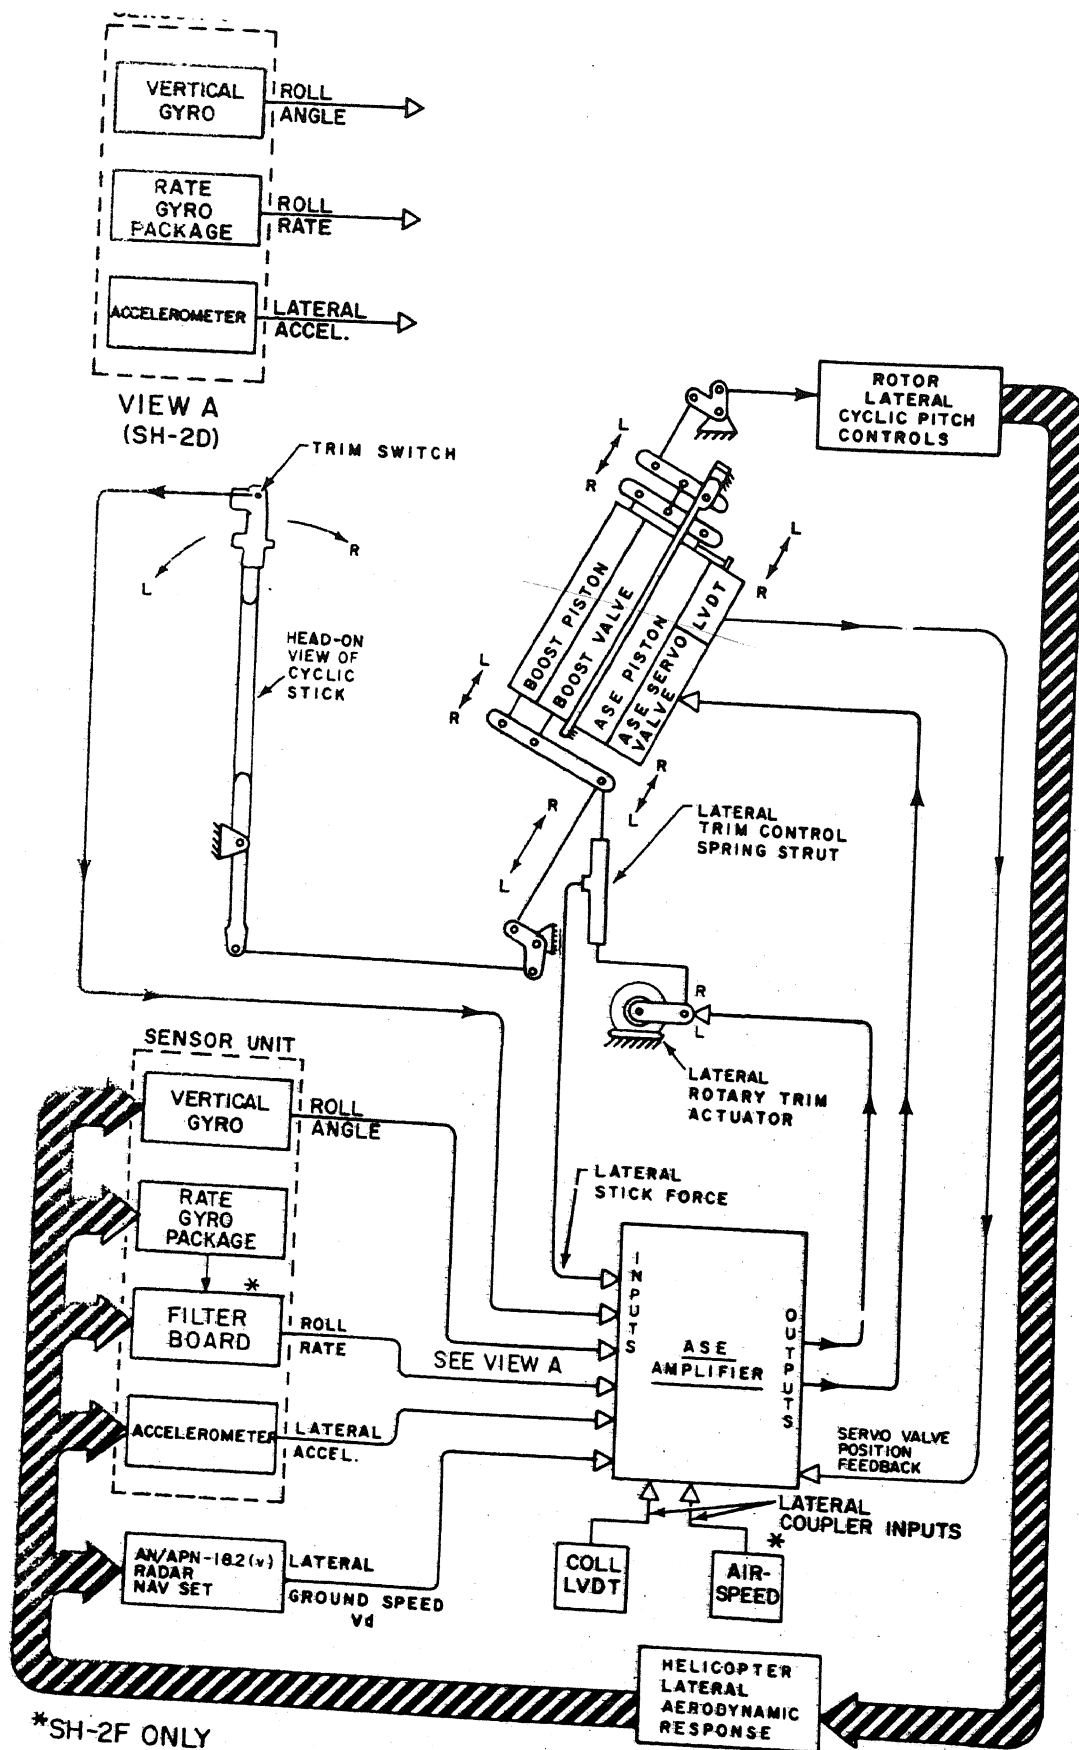 VERTICAL
GYRO
ROLL
ANGLE
RATE
GYRO
PACKAGE
ROLL
RATE
ACCELEROMETER
LATERAL
ACCEL.
VIEW A
(SH-2D)
ROTOR
LATERAL
CYCLIC PITCH
CONTROLS
TRIM SWITCH
L
R
L
R
HEAD-ON
VIEW OF
CYCLIC
STICK
BOOST PISTON
BOOST VALVE
ASE PISTON
ASE SERVO
VALVE
LVDT
L
R
L
R
R
L
R
L
LATERAL
TRIM CONTROL
SPRING STRUT
R
L
LATERAL
ROTARY TRIM
ACTUATOR
SENSOR UNIT
VERTICAL
GYRO
ROLL
ANGLE
RATE
GYRO
PACKAGE
*
FILTER
BOARD
ROLL
RATE
SEE VIEW A
ACCELEROMETER
LATERAL
ACCEL.
AN/APN-182(v)
RADAR
NAV SET
LATERAL
GROUND SPEED
Vd
LATERAL
STICK FORCE
INPUTS
ASE
AMPLIFIER
OUTPUTS
SERVO VALVE
POSITION
FEEDBACK
LATERAL
COUPLER INPUTS
COLL
LVDT
*
AIR-
SPEED
HELICOPTER
LATERAL
AERODYNAMIC
RESPONSE
*SH-2F ONLY